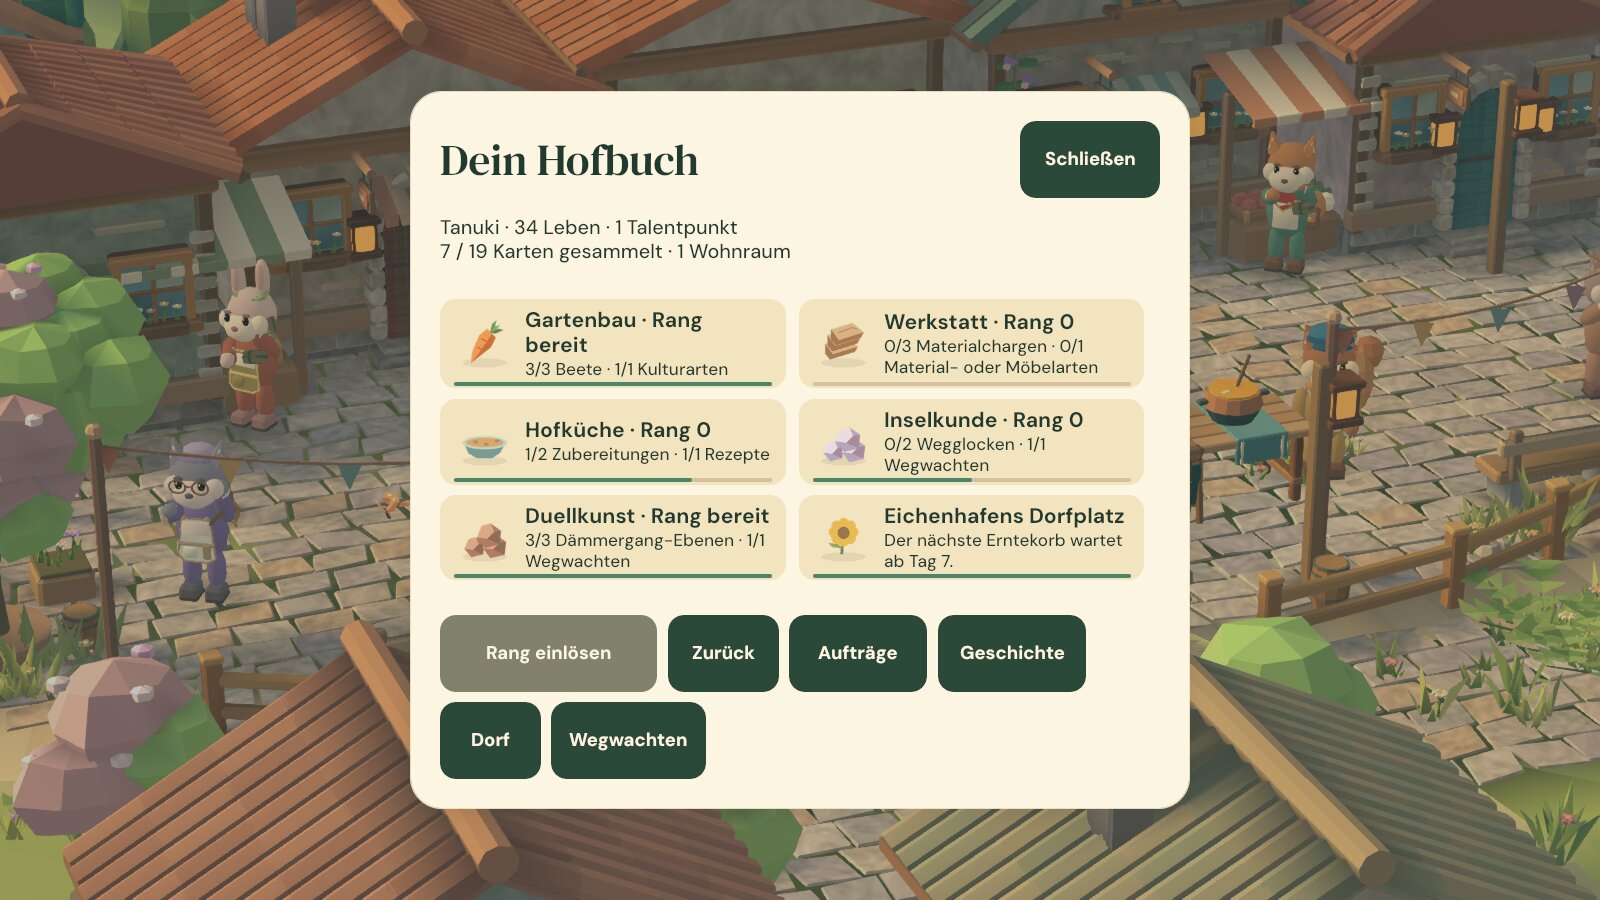 Dein Hofbuch
Schließen
Tanuki · 34 Leben · 1 Talentpunkt
7 / 19 Karten gesammelt · 1 Wohnraum
Gartenbau · Rang
bereit
3/3 Beete · 1/1 Kulturarten
Werkstatt · Rang 0
0/3 Materialchargen · 0/1
Material- oder Möbelarten
Hofküche · Rang 0
1/2 Zubereitungen · 1/1 Rezepte
Inselkunde · Rang 0
0/2 Wegglocken · 1/1
Wegwachten
Duellkunst · Rang bereit
3/3 Dämmergang-Ebenen · 1/1
Wegwachten
Eichenhafens Dorfplatz
Der nächste Erntekorb wartet
ab Tag 7.
Rang einlösen
Zurück
Aufträge
Geschichte
Dorf
Wegwachten